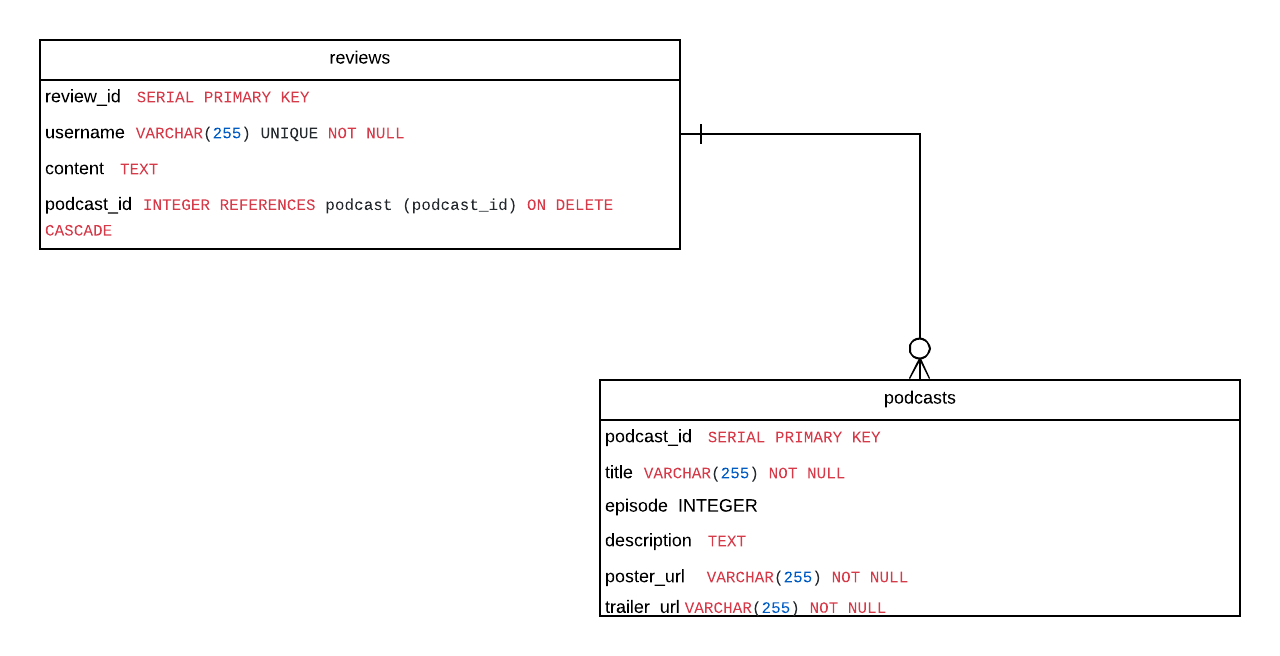 reviews
review_id SERIAL PRIMARY KEY
username VARCHAR(255) UNIQUE NOT NULL
content TEXT
podcast_id INTEGER REFERENCES podcast (podcast_id) ON DELETE
CASCADE
podcasts
podcast_id SERIAL PRIMARY KEY
title VARCHAR(255) NOT NULL
episode INTEGER
description TEXT
poster_url VARCHAR(255) NOT NULL
trailer_url VARCHAR(255) NOT NULL